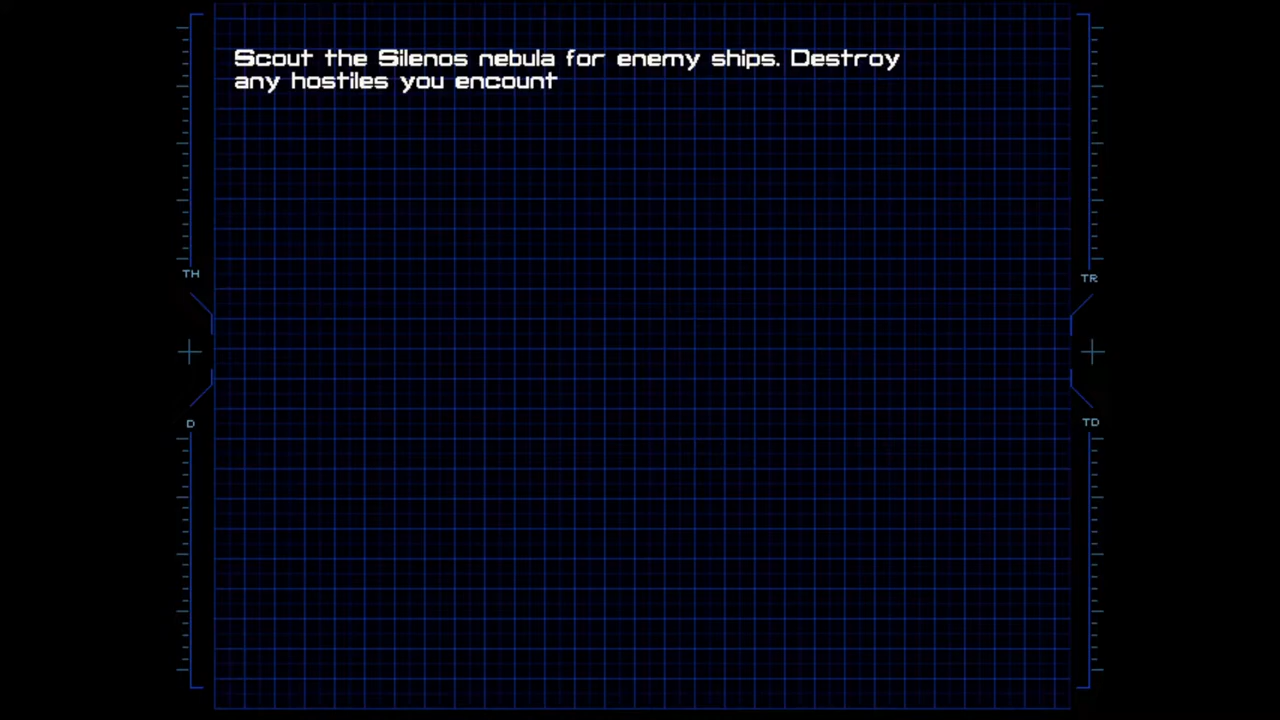 Scout the Silenos nebula for enemy ships. Destroy
any hostiles you encount
TH
TR
D
TD